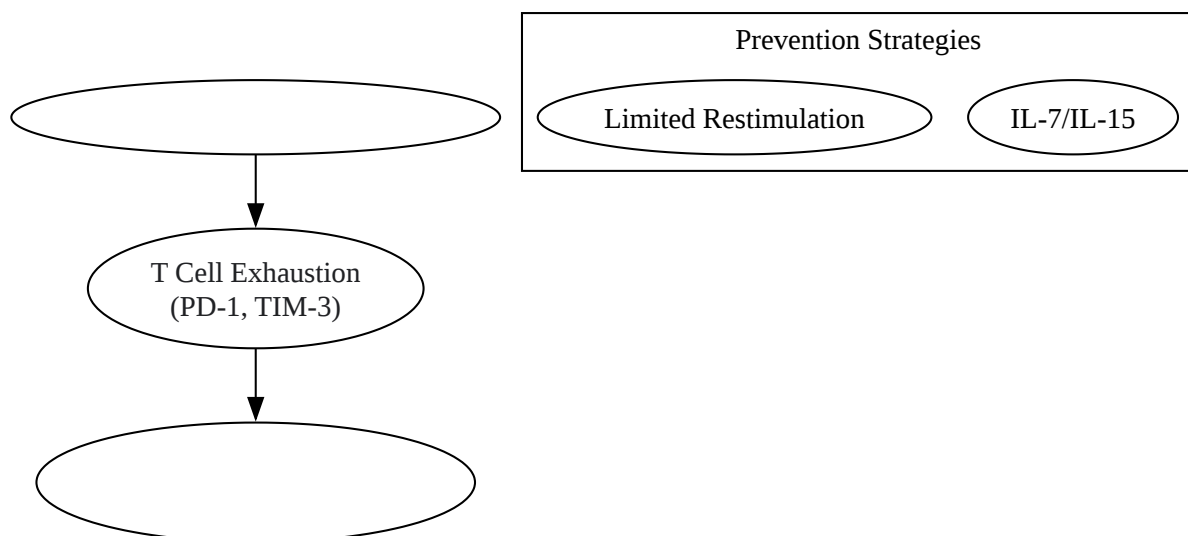 Prevention Strategies
Limited Restimulation
IL-7/IL-15
T Cell Exhaustion
(PD-1, TIM-3)